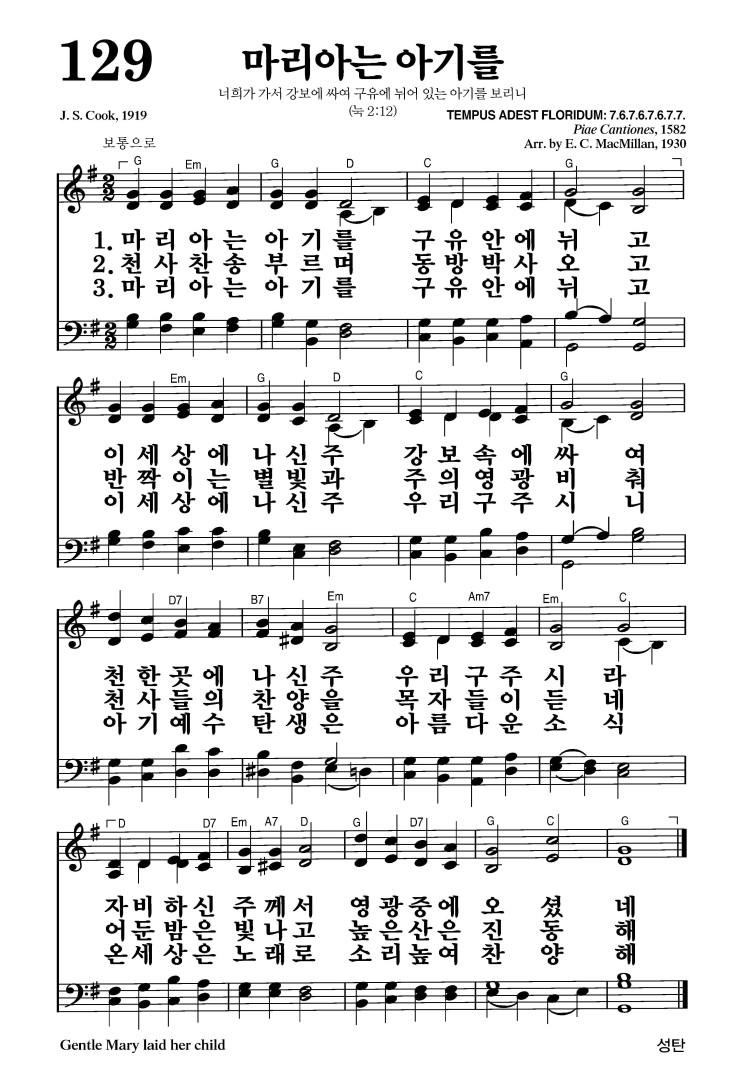 129
마리아는 아기를
너희가 가서 강보에 싸여 구유에 뉘어 있는 아기를 보리니
(눅 2:12)
J. S. Cook, 1919
TEMPUS ADEST FLORIDUM: 7.6.7.6.7.6.7.7.
Piae Cantiones, 1582
Arr. by E. C. MacMillan, 1930
보통으로
G Em G D C G
1. 마 리 아 는 아 기 를 구 유 안 에 뉘 고
2. 천 사 찬 송 부 르 며 동 방 박 사 오 고
3. 마 리 아 는 아 기 를 구 유 안 에 뉘 고
Em G D C G
이 세 상 에 나 신 주 강 보 속 에 싸 여
반 짝 이 는 별 빛 과 주 의 영 광 비 춰
이 세 상 에 나 신 주 우 리 구 주 시 니
D7 B7 Em C Am7 Em C
천 한 곳 에 나 신 주 우 리 구 주 시 라
천 사 들 의 찬 양 을 목 자 들 이 듣 네
아 기 예 수 탄 생 은 아 름 다 운 소 식
D D7 Em A7 D G D7 G C G
자 비 하 신 주 께 서 영 광 중 에 오 셨 네
어 둔 밤 은 빛 나 고 높 은 산 은 진 동 해
온 세 상 은 노 래 로 소 리 높 여 찬 양 해
Gentle Mary laid her child
성탄